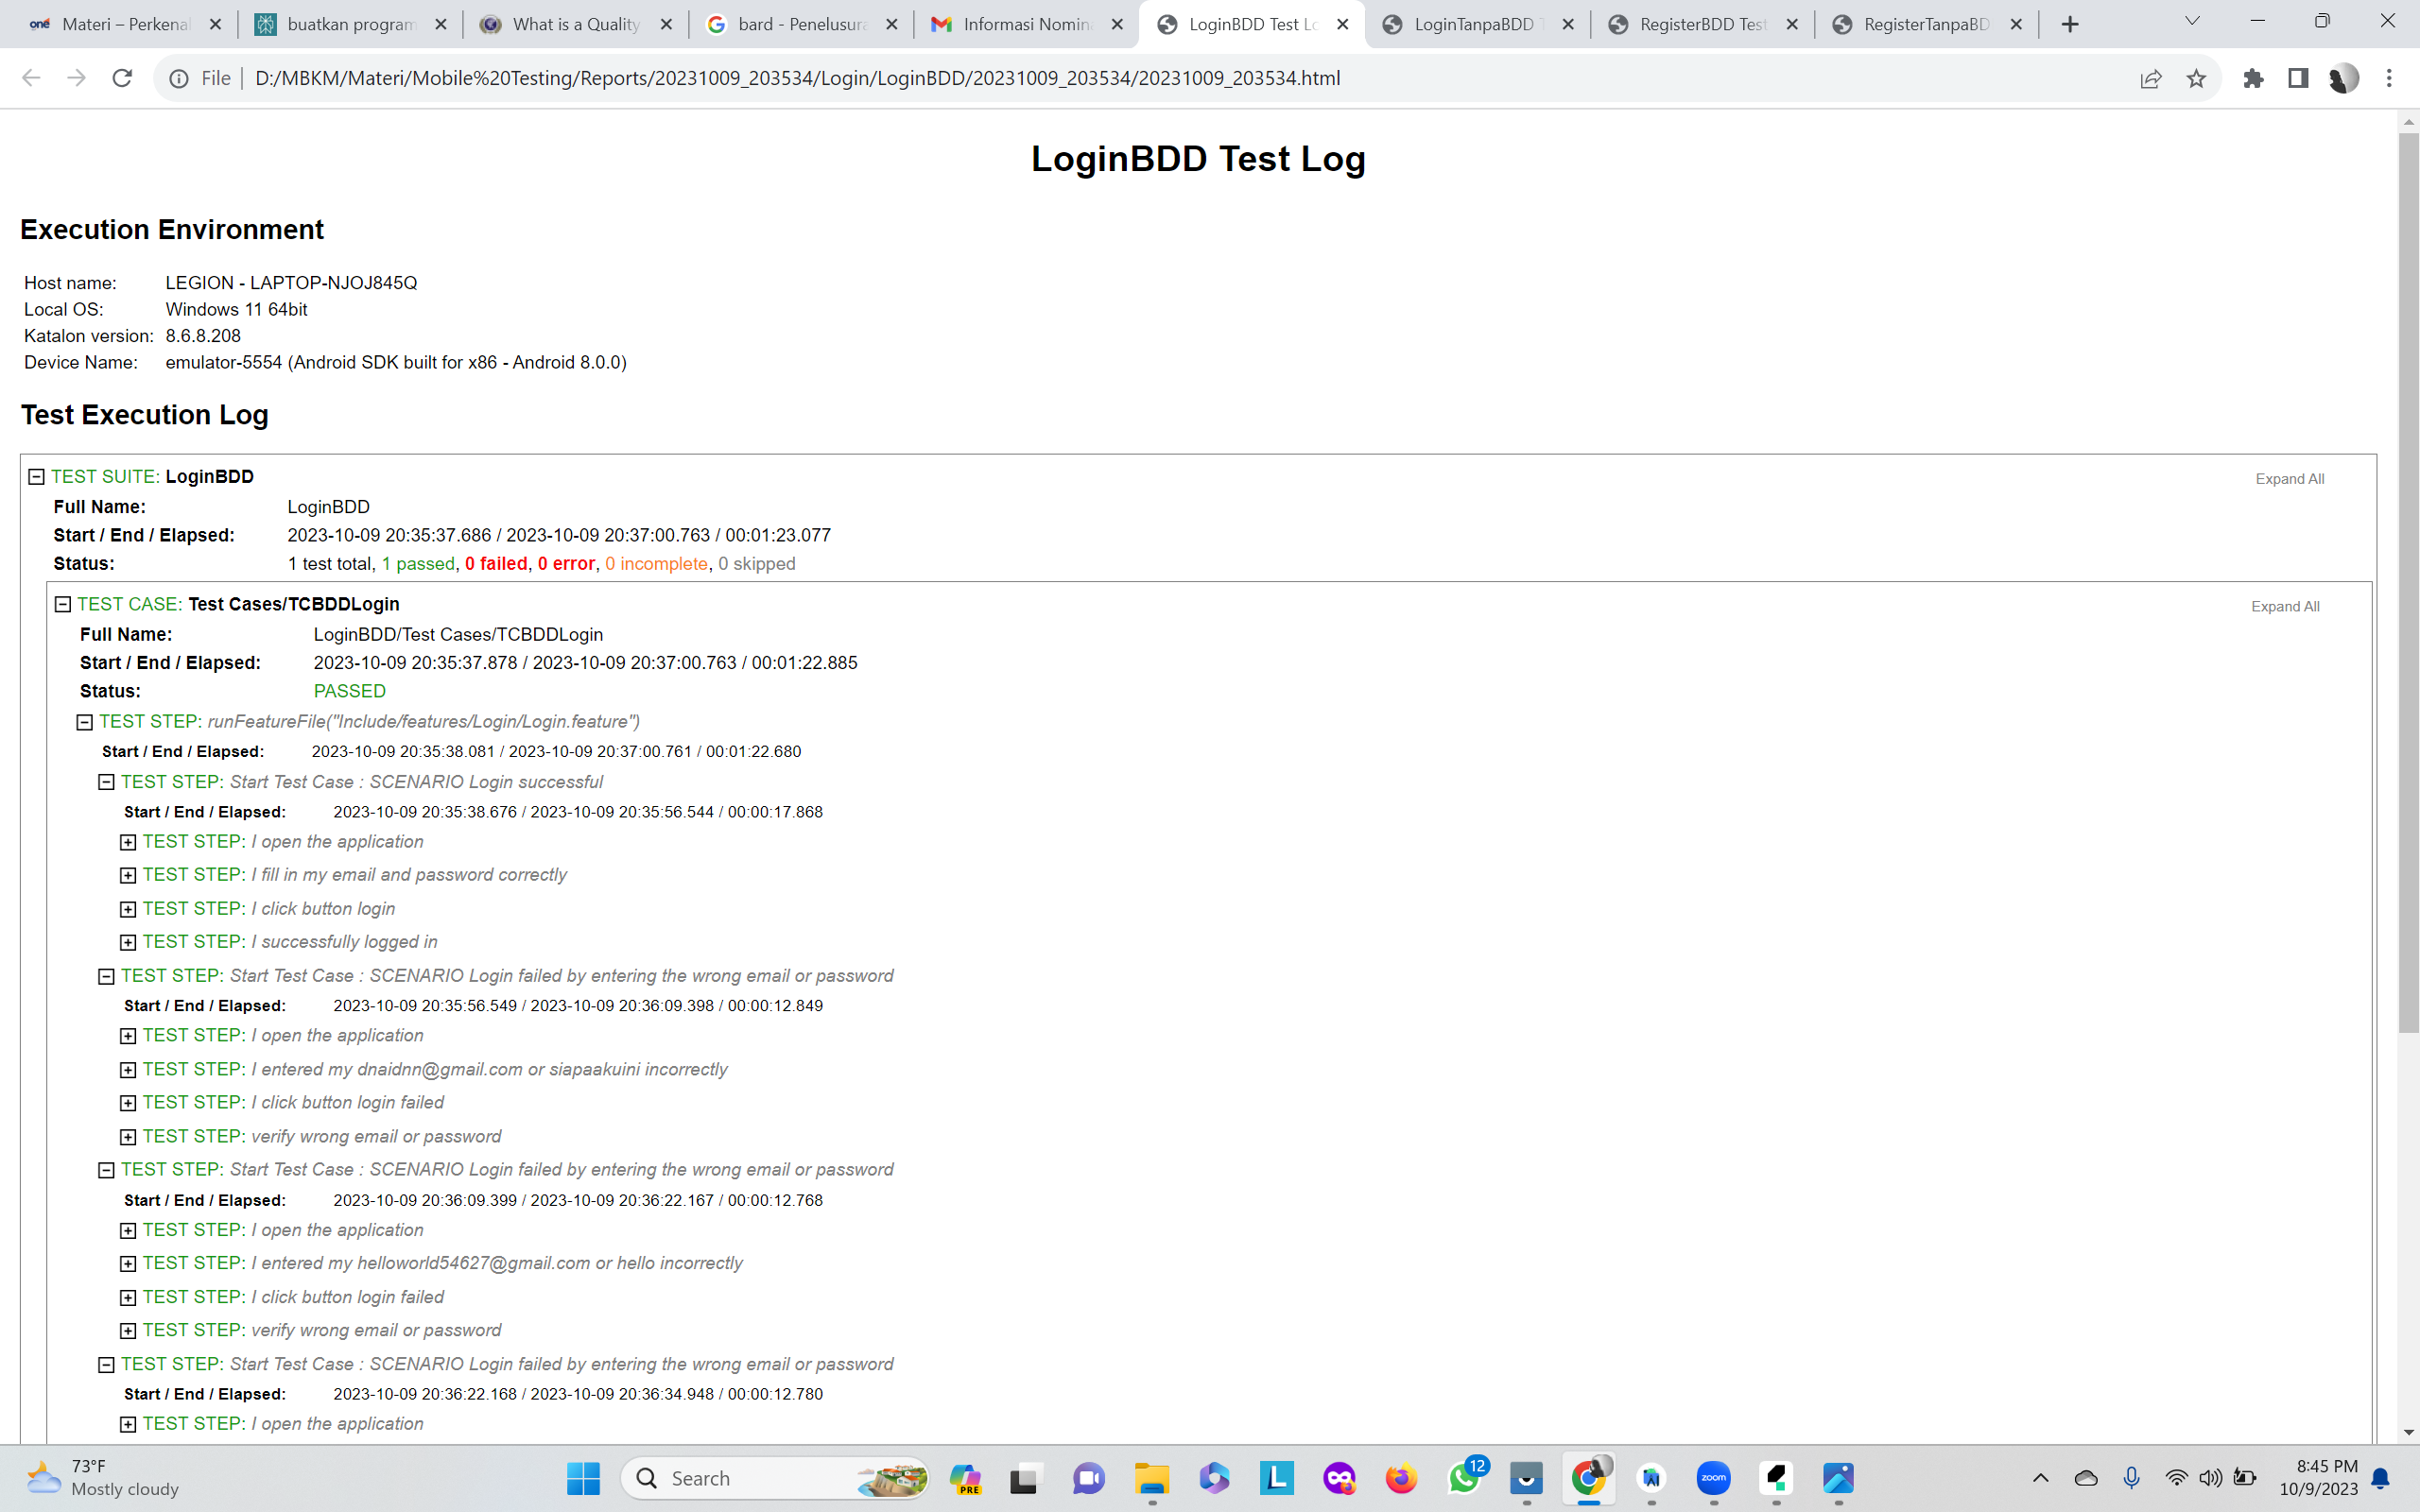 Materi – Perkenal
buatkan program
What is a Quality
bard - Penelusura
Informasi Nomina
LoginBDD Test Lo
LoginTanpaBDD T
RegisterBDD Test
RegisterTanpaBD
File
D:/MBKM/Materi/Mobile%20Testing/Reports/20231009_203534/Login/LoginBDD/20231009_203534/20231009_203534.html
LoginBDD Test Log
Execution Environment
Host name: LEGION - LAPTOP-NJOJ845Q
Local OS: Windows 11 64bit
Katalon version: 8.6.8.208
Device Name: emulator-5554 (Android SDK built for x86 - Android 8.0.0)
Test Execution Log
TEST SUITE: LoginBDD
Expand All
Full Name: LoginBDD
Start / End / Elapsed: 2023-10-09 20:35:37.686 / 2023-10-09 20:37:00.763 / 00:01:23.077
Status: 1 test total, 1 passed, 0 failed, 0 error, 0 incomplete, 0 skipped
TEST CASE: Test Cases/TCBDDLogin
Expand All
Full Name: LoginBDD/Test Cases/TCBDDLogin
Start / End / Elapsed: 2023-10-09 20:35:37.878 / 2023-10-09 20:37:00.763 / 00:01:22.885
Status: PASSED
TEST STEP: runFeatureFile("Include/features/Login/Login.feature")
Start / End / Elapsed: 2023-10-09 20:35:38.081 / 2023-10-09 20:37:00.761 / 00:01:22.680
TEST STEP: Start Test Case : SCENARIO Login successful
Start / End / Elapsed: 2023-10-09 20:35:38.676 / 2023-10-09 20:35:56.544 / 00:00:17.868
TEST STEP: I open the application
TEST STEP: I fill in my email and password correctly
TEST STEP: I click button login
TEST STEP: I successfully logged in
TEST STEP: Start Test Case : SCENARIO Login failed by entering the wrong email or password
Start / End / Elapsed: 2023-10-09 20:35:56.549 / 2023-10-09 20:36:09.398 / 00:00:12.849
TEST STEP: I open the application
TEST STEP: I entered my dnaidnn@gmail.com or siapaakuini incorrectly
TEST STEP: I click button login failed
TEST STEP: verify wrong email or password
TEST STEP: Start Test Case : SCENARIO Login failed by entering the wrong email or password
Start / End / Elapsed: 2023-10-09 20:36:09.399 / 2023-10-09 20:36:22.167 / 00:00:12.768
TEST STEP: I open the application
TEST STEP: I entered my helloworld54627@gmail.com or hello incorrectly
TEST STEP: I click button login failed
TEST STEP: verify wrong email or password
TEST STEP: Start Test Case : SCENARIO Login failed by entering the wrong email or password
Start / End / Elapsed: 2023-10-09 20:36:22.168 / 2023-10-09 20:36:34.948 / 00:00:12.780
TEST STEP: I open the application
73°F
Mostly cloudy
Search
PRE
L
12
zoom
8:45 PM
10/9/2023